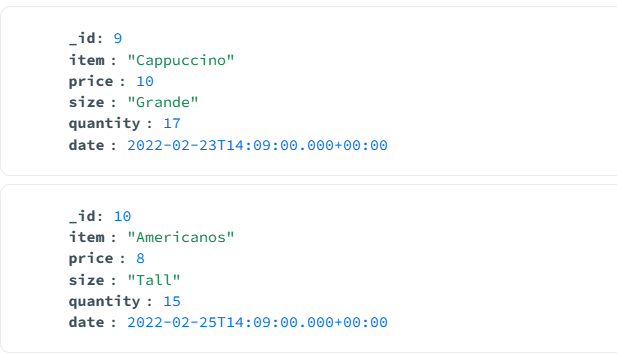 _id: 9
item : "Cappuccino"
price : 10
size : "Grande"
quantity : 17
date : 2022-02-23T14:09:00.000+00:00
_id: 10
item : "Americanos"
price : 8
size : "Tall"
quantity : 15
date : 2022-02-25T14:09:00.000+00:00